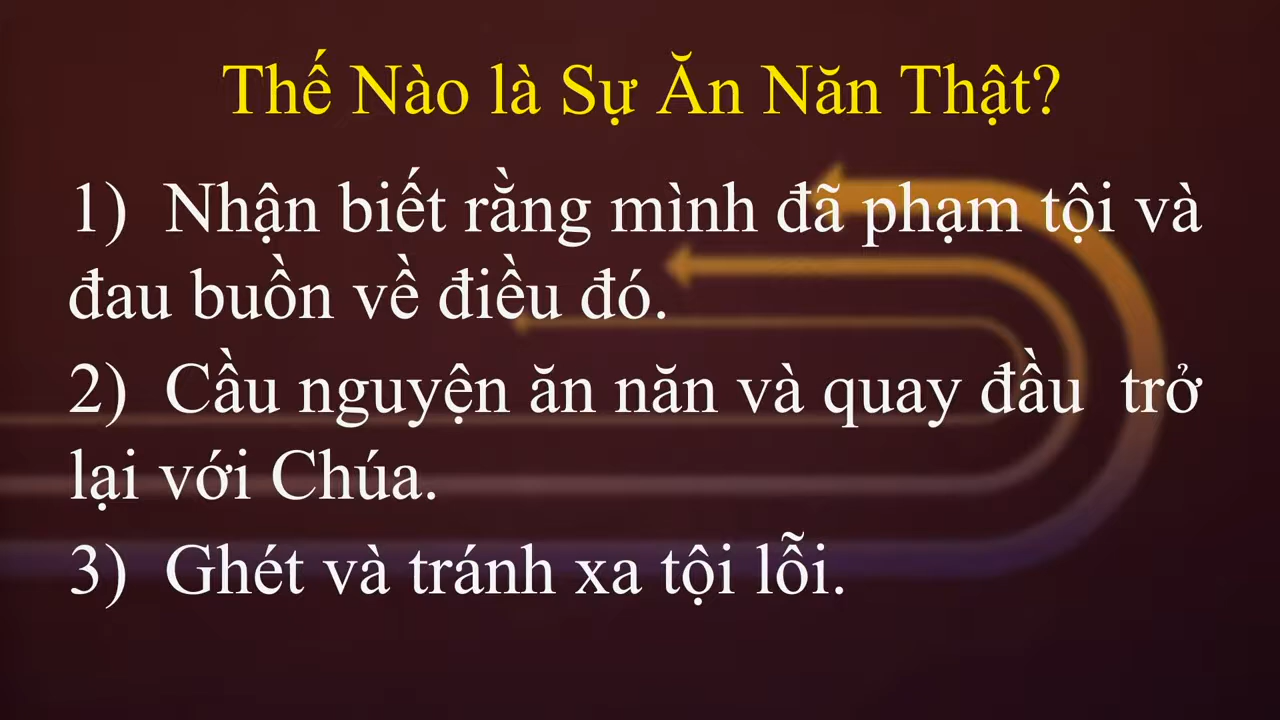 Thế Nào là Sự Ăn Năn Thật?
1) Nhận biết rằng mình đã phạm tội và
đau buồn về điều đó.
2) Cầu nguyện ăn năn và quay đầu trở
lại với Chúa.
3) Ghét và tránh xa tội lỗi.